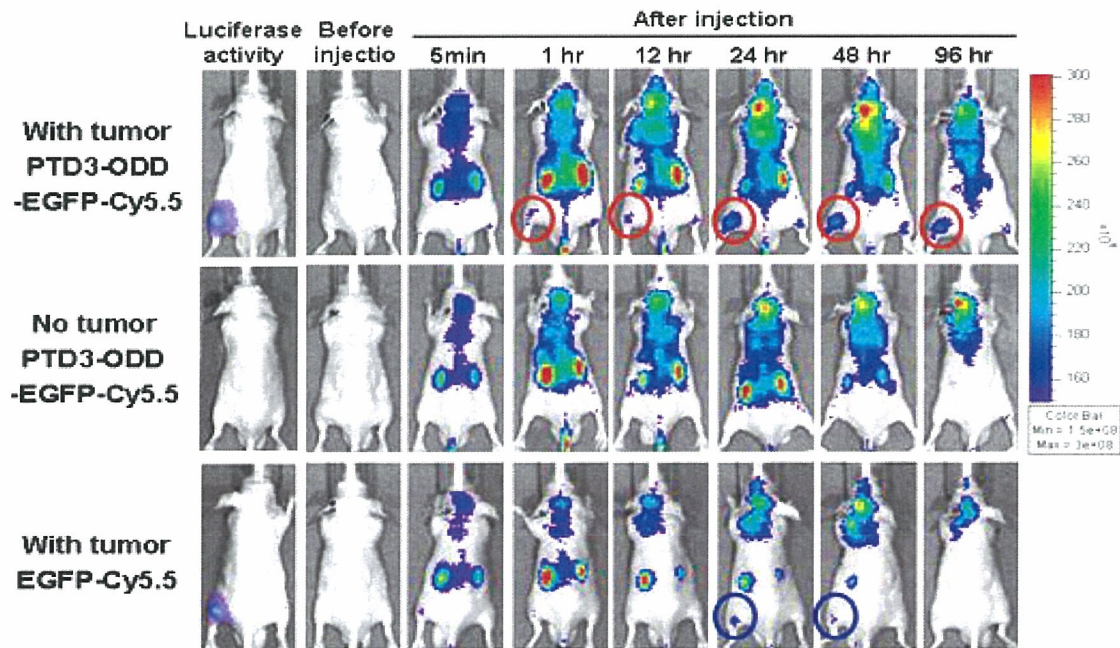 After injection
Luciferase activity
Before injectio
5min
1 hr
12 hr
24 hr
48 hr
96 hr
With tumor
PTD3-ODD
-EGFP-Cy5.5
No tumor
PTD3-ODD
-EGFP-Cy5.5
With tumor
EGFP-Cy5.5
300
280
260
240
220
200
180
160
Color Bar
Min = 1.5e+08
Max = 3e+08